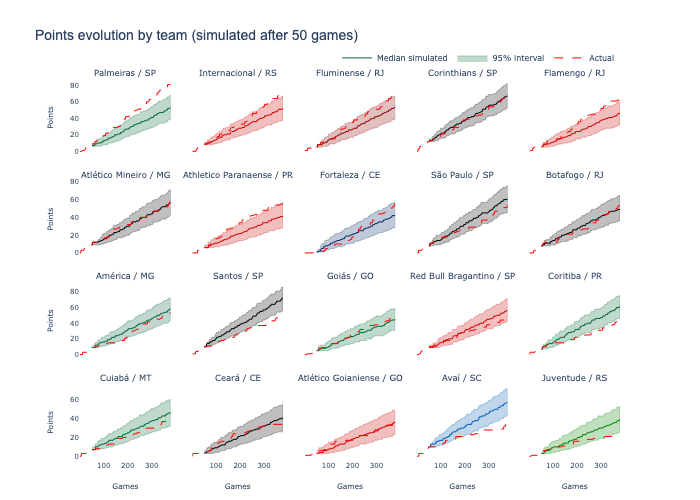 Points evolution by team (simulated after 50 games)
Median simulated 95% interval Actual
Palmeiras / SP Internacional / RS Fluminense / RJ Corinthians / SP Flamengo / RJ
80
60
40
20
0
Points
Atlético Mineiro / MG Athletico Paranaense / PR Fortaleza / CE São Paulo / SP Botafogo / RJ
80
60
40
20
0
Points
América / MG Santos / SP Goiás / GO Red Bull Bragantino / SP Coritiba / PR
80
60
40
20
0
Points
Cuiabá / MT Ceará / CE Atlético Goianiense / GO Avaí / SC Juventude / RS
60
40
20
0
Points
100 200 300 100 200 300 100 200 300 100 200 300 100 200 300
Games Games Games Games Games